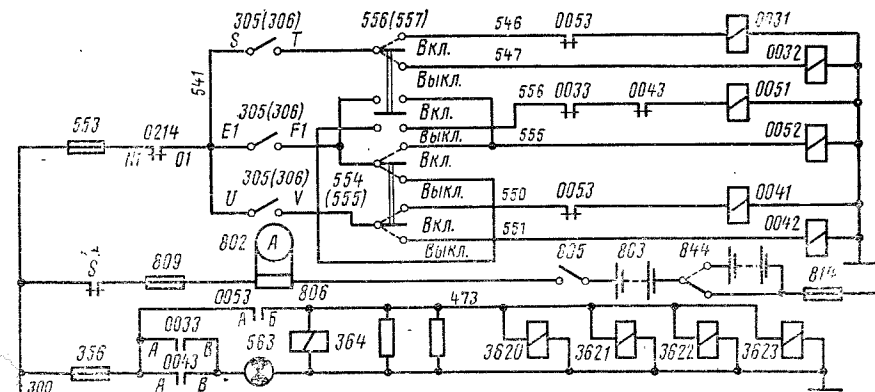 305(306)
556(557)
546
0053
0031
S
T
Вкл.
547
0032
Выкл.
541
556
0033
0043
0051
305(306)
Вкл.
553
0214
E1
F1
Выкл.
555
0052
01
Вкл.
305(306)
554
(555)
Выкл.
550
0053
0041
U
V
Вкл.
551
0042
802
A
Выкл.
S
809
805
803
844
814
0053
806
А
Б
473
0033
563
364
А
В
0043
3620
3621
3622
3623
356
А
В
300